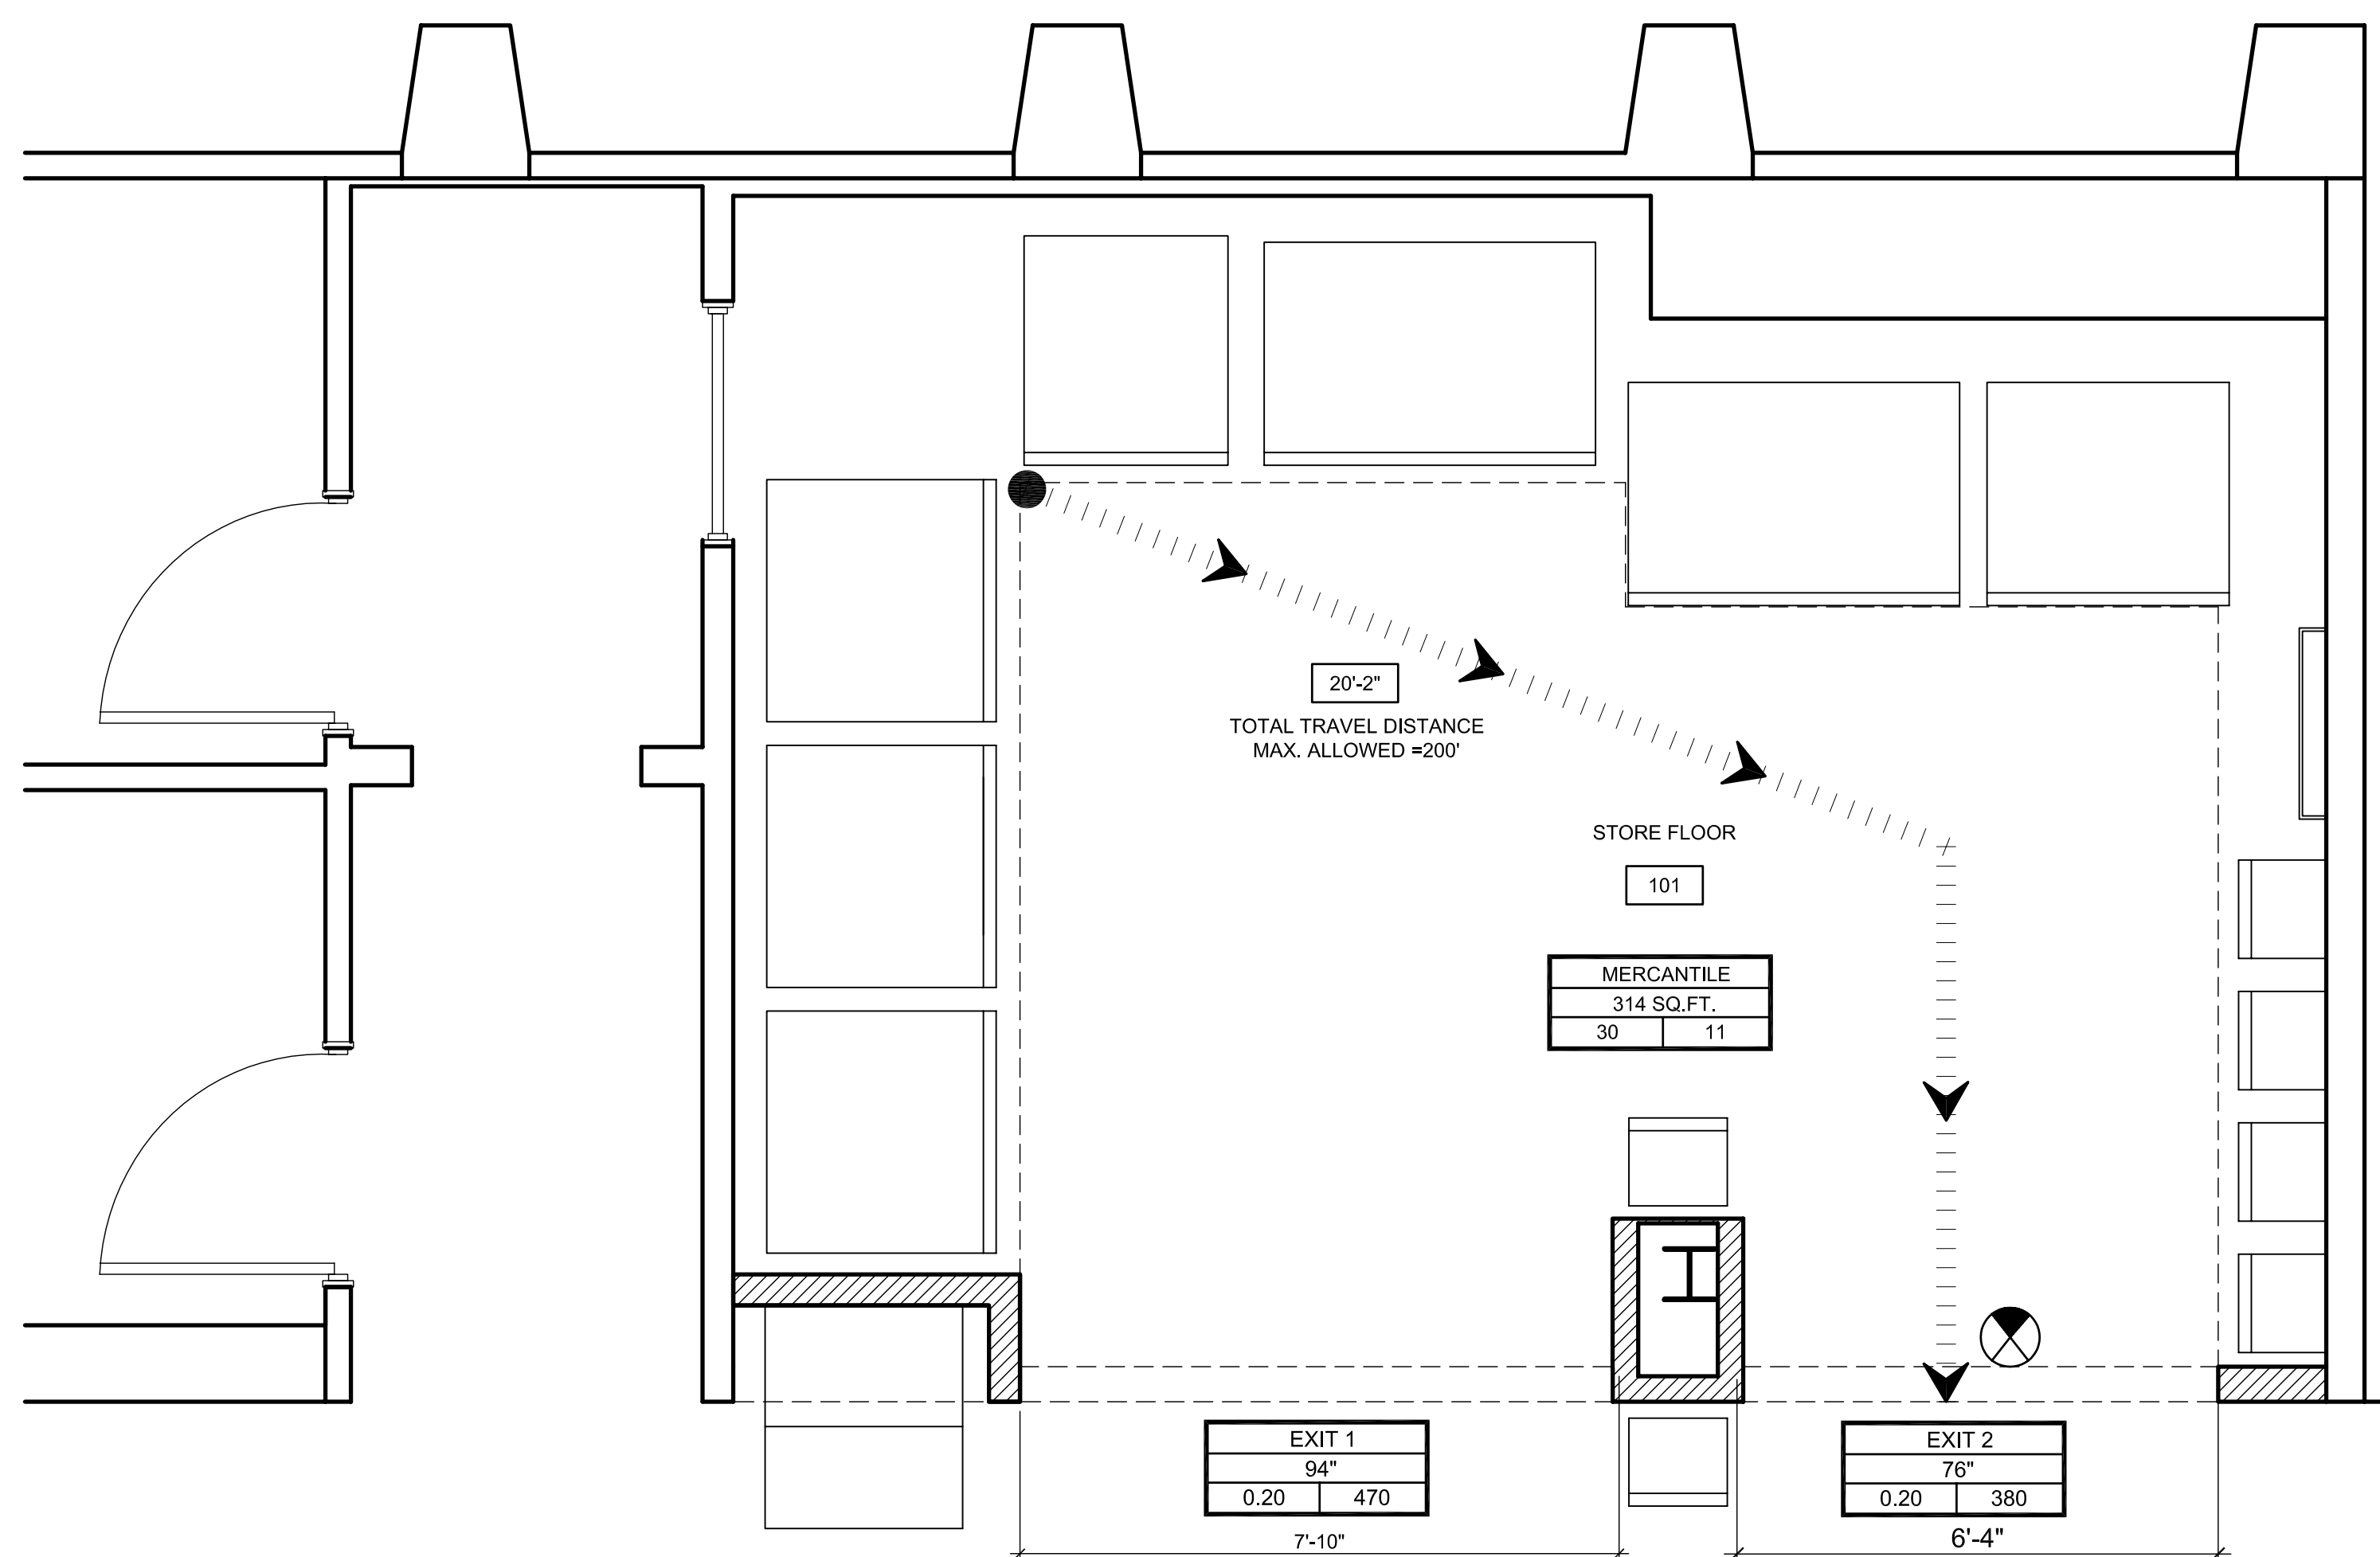 20'-2"
TOTAL TRAVEL DISTANCE
MAX. ALLOWED =200'
STORE FLOOR
101
MERCANTILE
314 SQ.FT.
30 11
EXIT 1
94"
0.20 470
7'-10"
EXIT 2
76"
0.20 380
6'-4"